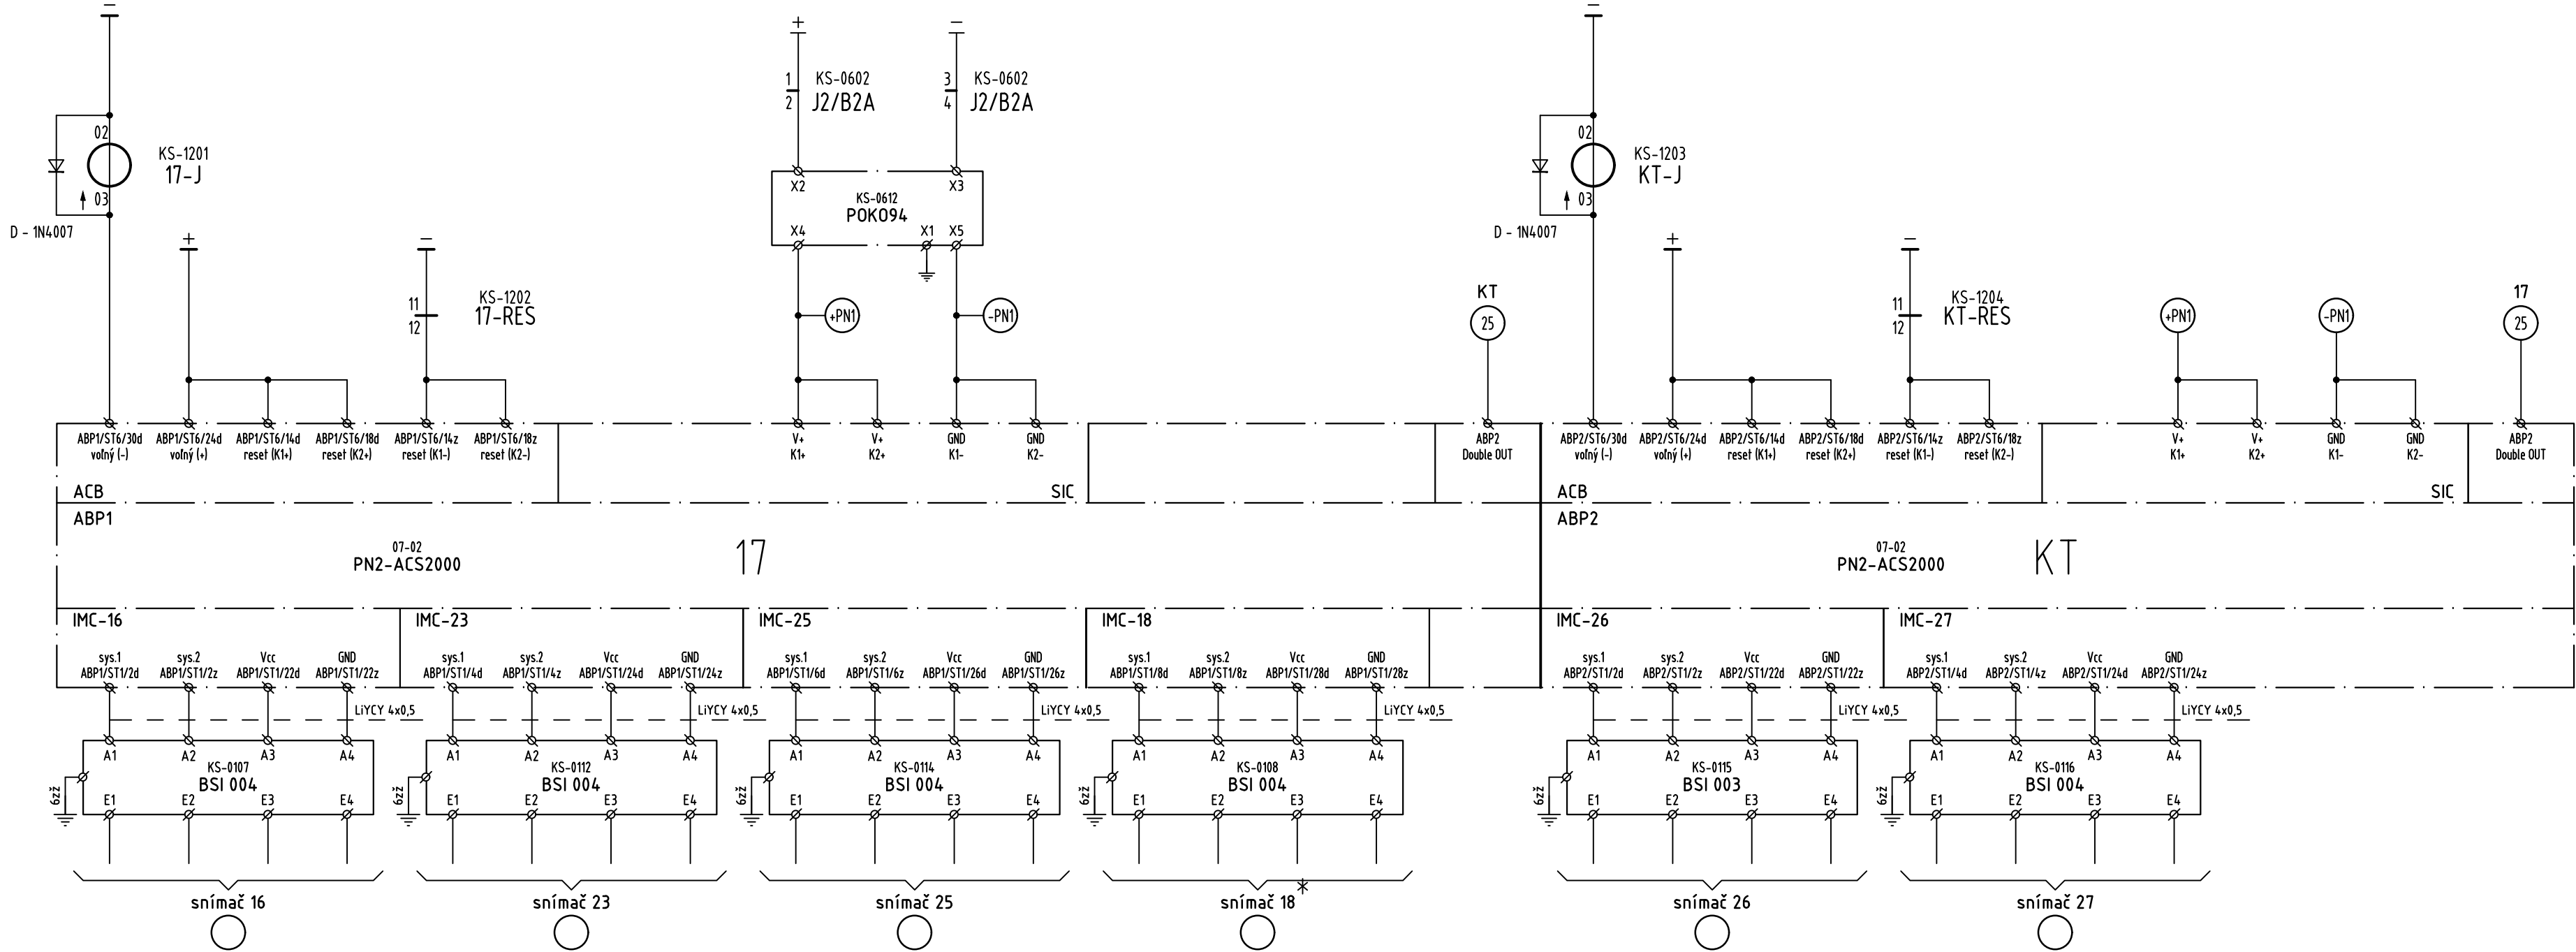 − + − −
1 KS-0602 3 KS-0602
2 J2/B2A 4 J2/B2A
02 02
KS-1201 KS-1203
17-J KT-J
03 03
D - 1N4007 D - 1N4007
X2 X3
KS-0612
POKO94
X4 X1 X5
+ − + −
KT 17
11 KS-1202 11 KS-1204
17-RES KT-RES
12 12
+PN1 -PN1 25 +PN1 -PN1 25
ABP1/ST6/30d ABP1/ST6/24d ABP1/ST6/14d ABP1/ST6/18d ABP1/ST6/14z ABP1/ST6/18z V+ V+ GND GND ABP2 ABP2/ST6/30d ABP2/ST6/24d ABP2/ST6/14d ABP2/ST6/18d ABP2/ST6/14z ABP2/ST6/18z V+ V+ GND GND ABP2
voľný (-) voľný (+) reset (K1+) reset (K2+) reset (K1-) reset (K2-) K1+ K2+ K1- K2- Double OUT voľný (-) voľný (+) reset (K1+) reset (K2+) reset (K1-) reset (K2-) K1+ K2+ K1- K2- Double OUT
ACB SIC ACB SIC
ABP1 ABP2
07-02 07-02
PN2-ACS2000 17 PN2-ACS2000 KT
IMC-16 IMC-23 IMC-25 IMC-18 IMC-26 IMC-27
sys.1 sys.2 Vcc GND sys.1 sys.2 Vcc GND sys.1 sys.2 Vcc GND sys.1 sys.2 Vcc GND sys.1 sys.2 Vcc GND sys.1 sys.2 Vcc GND
ABP1/ST1/2d ABP1/ST1/2z ABP1/ST1/22d ABP1/ST1/22z ABP1/ST1/4d ABP1/ST1/4z ABP1/ST1/24d ABP1/ST1/24z ABP1/ST1/6d ABP1/ST1/6z ABP1/ST1/26d ABP1/ST1/26z ABP1/ST1/8d ABP1/ST1/8z ABP1/ST1/28d ABP1/ST1/28z ABP2/ST1/2d ABP2/ST1/2z ABP2/ST1/22d ABP2/ST1/22z ABP2/ST1/4d ABP2/ST1/4z ABP2/ST1/24d ABP2/ST1/24z
LiYCY 4x0,5 LiYCY 4x0,5 LiYCY 4x0,5 LiYCY 4x0,5 LiYCY 4x0,5 LiYCY 4x0,5
A1 A2 A3 A4 A1 A2 A3 A4 A1 A2 A3 A4 A1 A2 A3 A4 A1 A2 A3 A4 A1 A2 A3 A4
KS-0107 KS-0112 KS-0114 KS-0108 KS-0115 KS-0116
BSI 004 BSI 004 BSI 004 BSI 004 BSI 003 BSI 004
gzž gzž gzž gzž gzž gzž
E1 E2 E3 E4 E1 E2 E3 E4 E1 E2 E3 E4 E1 E2 E3 E4 E1 E2 E3 E4 E1 E2 E3 E4
snímač 16 snímač 23 snímač 25 snímač 18* snímač 26 snímač 27